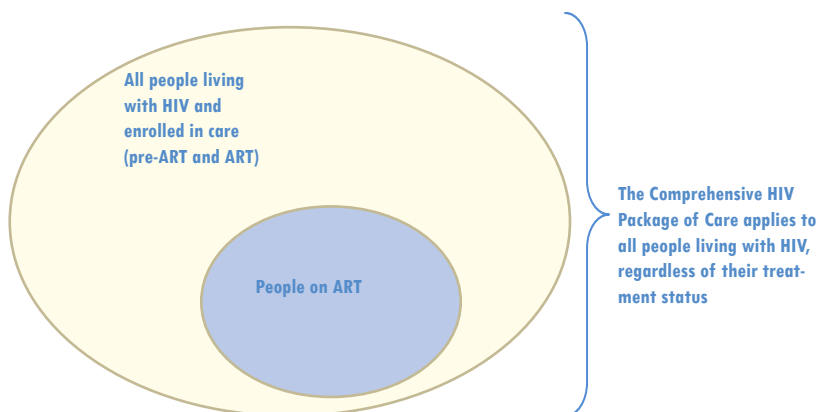 All people living
with HIV and
enrolled in care
(pre-ART and ART)
People on ART
The Comprehensive HIV
Package of Care applies to
all people living with HIV,
regardless of their treat-
ment status